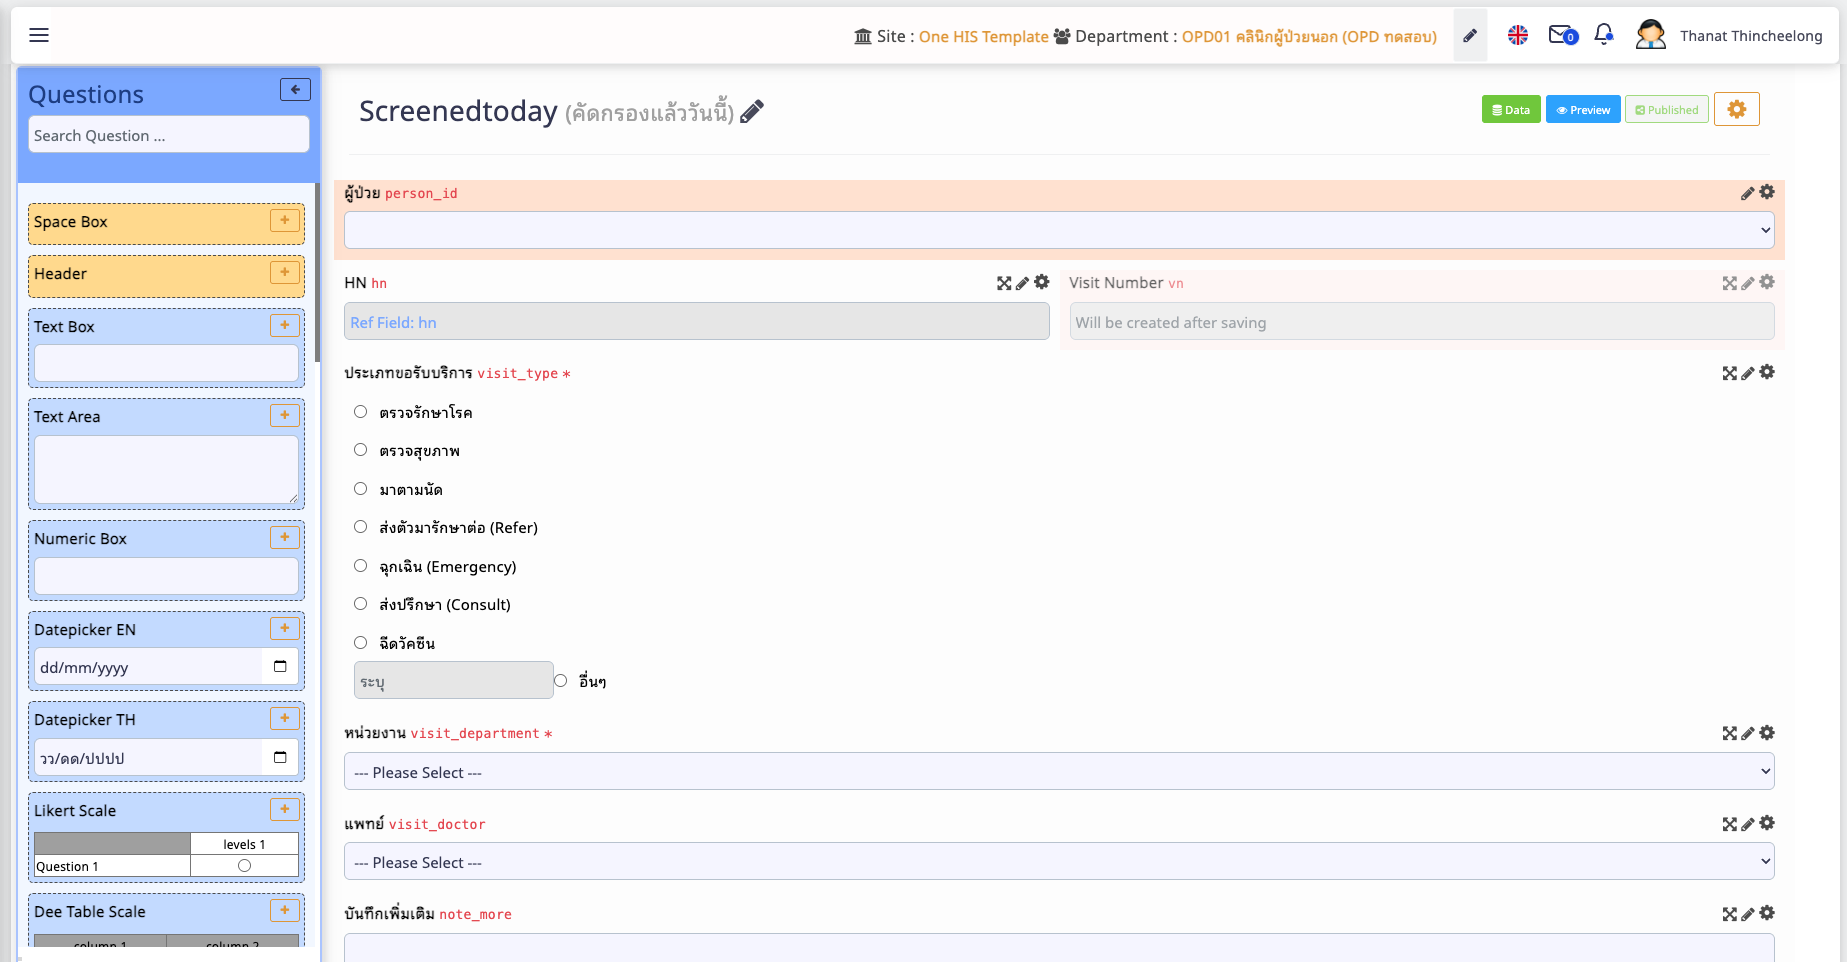 Site : One HIS Template Department : OPD01 คลินิกผู้ป่วยนอก (OPD ทดสอบ)
0
Thanat Thincheelong
Questions
Search Question ...
Space Box
Header
Text Box
Text Area
Numeric Box
Datepicker EN
dd/mm/yyyy
Datepicker TH
วว/ดด/ปปปป
Likert Scale
levels 1
Question 1
Dee Table Scale
column 1 column 2
Screenedtoday (คัดกรองแล้ววันนี้)
Data Preview Published
ผู้ป่วย person_id
HN hn
Ref Field: hn
Visit Number vn
Will be created after saving
ประเภทขอรับบริการ visit_type *
ตรวจรักษาโรค
ตรวจสุขภาพ
มาตามนัด
ส่งตัวมารักษาต่อ (Refer)
ฉุกเฉิน (Emergency)
ส่งปรึกษา (Consult)
ฉีดวัคซีน
ระบุ อื่นๆ
หน่วยงาน visit_department *
--- Please Select ---
แพทย์ visit_doctor
--- Please Select ---
บันทึกเพิ่มเติม note_more